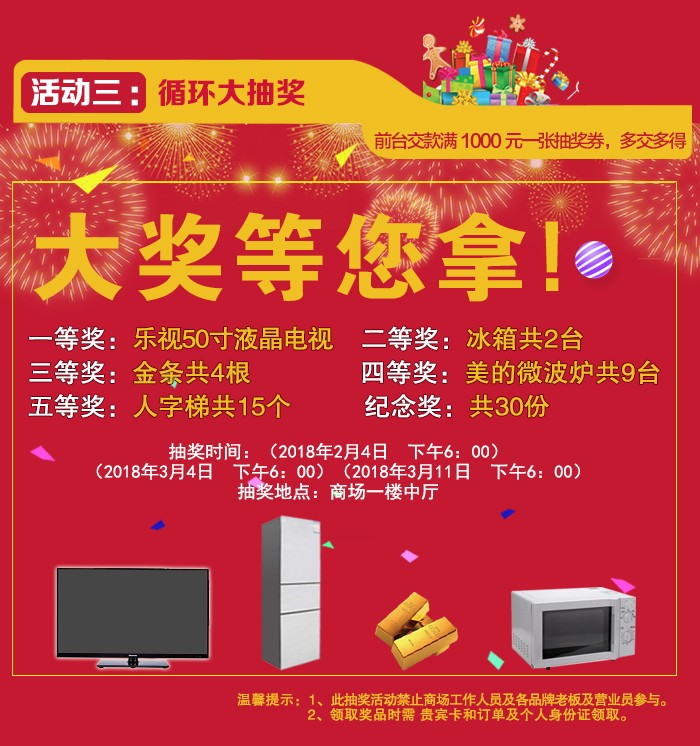 活动三：循环大抽奖
前台交款满 1000 元一张抽奖券，多交多得
大奖等您拿！
一等奖：乐视50寸液晶电视 二等奖：冰箱共2台
三等奖：金条共4根 四等奖：美的微波炉共9台
五等奖：人字梯共15个 纪念奖：共30份
抽奖时间：（2018年2月4日 下午6：00）
（2018年3月4日 下午6：00）（2018年3月11日 下午6：00）
抽奖地点：商场一楼中厅
温馨提示：1、此抽奖活动禁止商场工作人员及各品牌老板及营业员参与。
2、领取奖品时需 贵宾卡和订单及个人身份证领取。